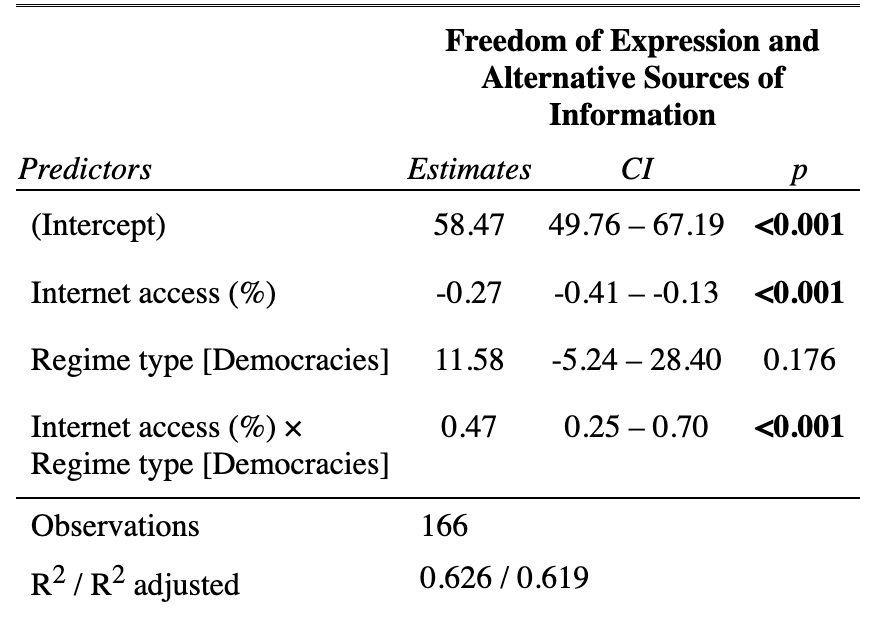 Freedom of Expression and
Alternative Sources of
Information
Predictors Estimates CI p
(Intercept) 58.47 49.76 – 67.19 <0.001
Internet access (%) -0.27 -0.41 – -0.13 <0.001
Regime type [Democracies] 11.58 -5.24 – 28.40 0.176
Internet access (%) × 0.47 0.25 – 0.70 <0.001
Regime type [Democracies]
Observations 166
R² / R² adjusted 0.626 / 0.619